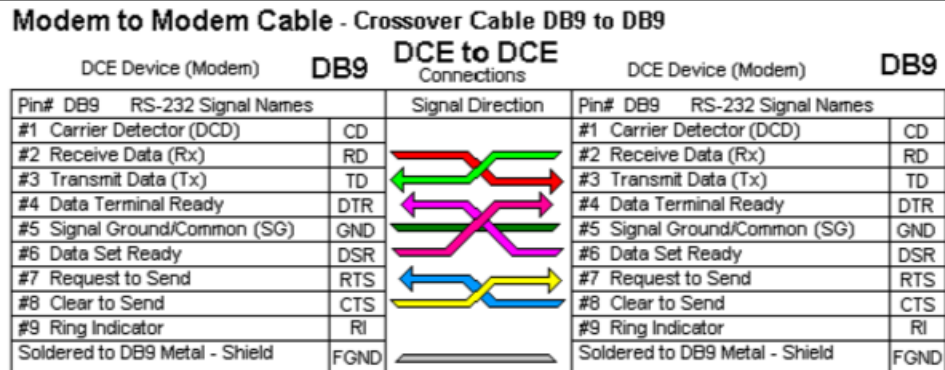 Modem to Modem Cable - Crossover Cable DB9 to DB9
DCE Device (Modem) DB9 DCE to DCE Connections DCE Device (Modem) DB9
Pin# DB9 RS-232 Signal Names Signal Direction Pin# DB9 RS-232 Signal Names
#1 Carrier Detector (DCD) CD #1 Carrier Detector (DCD) CD
#2 Receive Data (Rx) RD #2 Receive Data (Rx) RD
#3 Transmit Data (Tx) TD #3 Transmit Data (Tx) TD
#4 Data Terminal Ready DTR #4 Data Terminal Ready DTR
#5 Signal Ground/Common (SG) GND #5 Signal Ground/Common (SG) GND
#6 Data Set Ready DSR #6 Data Set Ready DSR
#7 Request to Send RTS #7 Request to Send RTS
#8 Clear to Send CTS #8 Clear to Send CTS
#9 Ring Indicator RI #9 Ring Indicator RI
Soldered to DB9 Metal - Shield FGND Soldered to DB9 Metal - Shield FGND